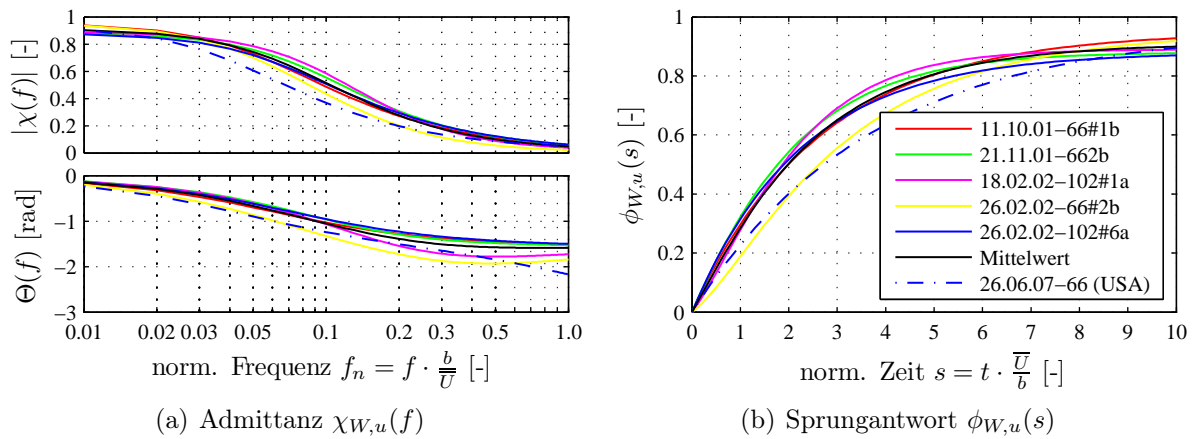 1
0.8
0.6
0.4
0.2
0
|χ(f)| [-]
0
−1
−2
−3
Θ(f) [rad]
0.01 0.02 0.03 0.05 0.1 0.2 0.3 0.5 1.0
norm. Frequenz f_n = f · b/U̅ [-]
(a) Admittanz χ_{W,u}(f)
1
0.8
0.6
0.4
0.2
0
ϕ_{W,u}(s) [-]
11.10.01−66#1b
21.11.01−662b
18.02.02−102#1a
26.02.02−66#2b
26.02.02−102#6a
Mittelwert
26.06.07−66 (USA)
0 1 2 3 4 5 6 7 8 9 10
norm. Zeit s = t · U̅/b [-]
(b) Sprungantwort ϕ_{W,u}(s)